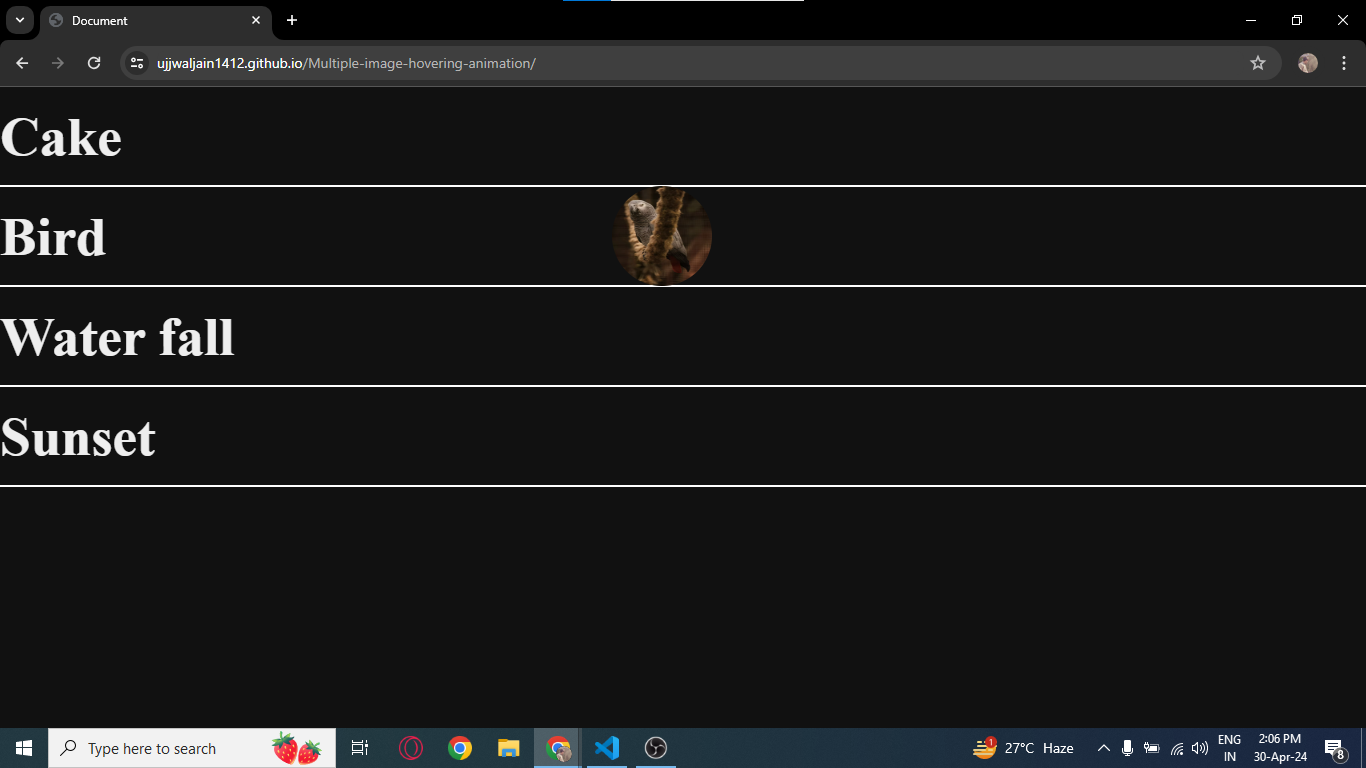 Document
ujjwaljain1412.github.io/Multiple-image-hovering-animation/
Cake
Bird
Water fall
Sunset
Type here to search
1
27°C Haze
ENG
IN
2:06 PM
30-Apr-24
8